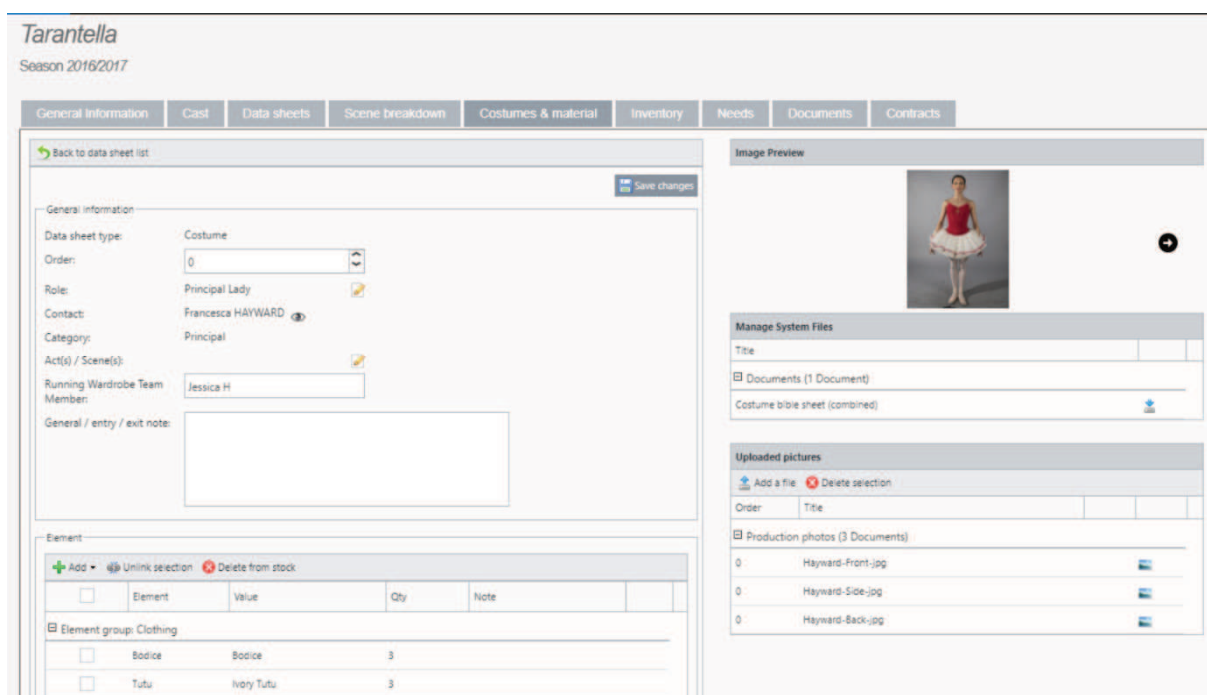 Tarantella
Season 2016/2017
General information Cast Data sheets Scene breakdown Costumes & material Inventory Needs Documents Contracts
Back to data sheet list
Save changes
General information
Data sheet type: Costume
Order: 0
Role: Principal Lady
Contact: Francesca HAYWARD
Category: Principal
Act(s) / Scene(s):
Running Wardrobe Team
Member:
Jessica H
General / entry / exit note:
Element
Add Unlink selection Delete from stock
Element Value Qty Note
Element group: Clothing
Bodice Bodice 3
Tutu Ivory Tutu 3
Image Preview
Manage System Files
Title
Documents (1 Document)
Costume bible sheet (combined)
Uploaded pictures
Add a file Delete selection
Order Title
Production photos (3 Documents)
0 Hayward-Front-jpg
0 Hayward-Side-jpg
0 Hayward-Back-jpg